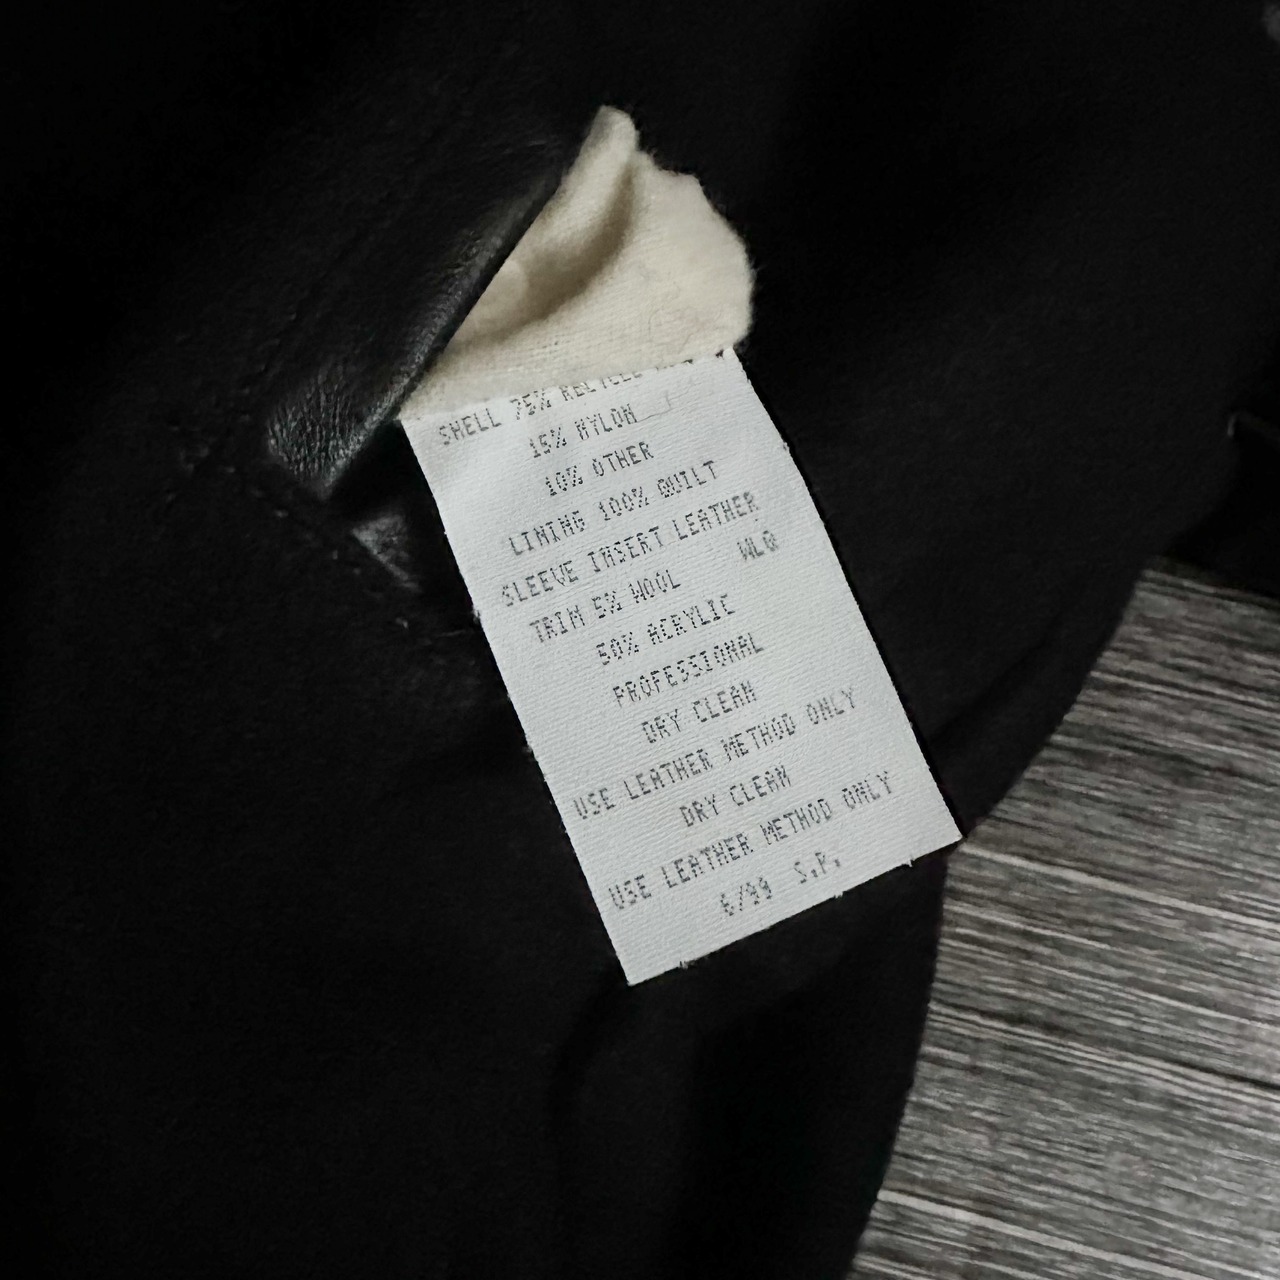 SHELL 75% RECYCLE
15% NYLON
10% OTHER
LINING 100% QUILT
SLEEVE INSERT LEATHER
WLQ
TRIM 5% WOOL
50% ACRYLIC
PROFESSIONAL
DRY CLEAN
USE LEATHER METHOD ONLY
DRY CLEAN
USE LEATHER METHOD ONLY
6/99 S.P.